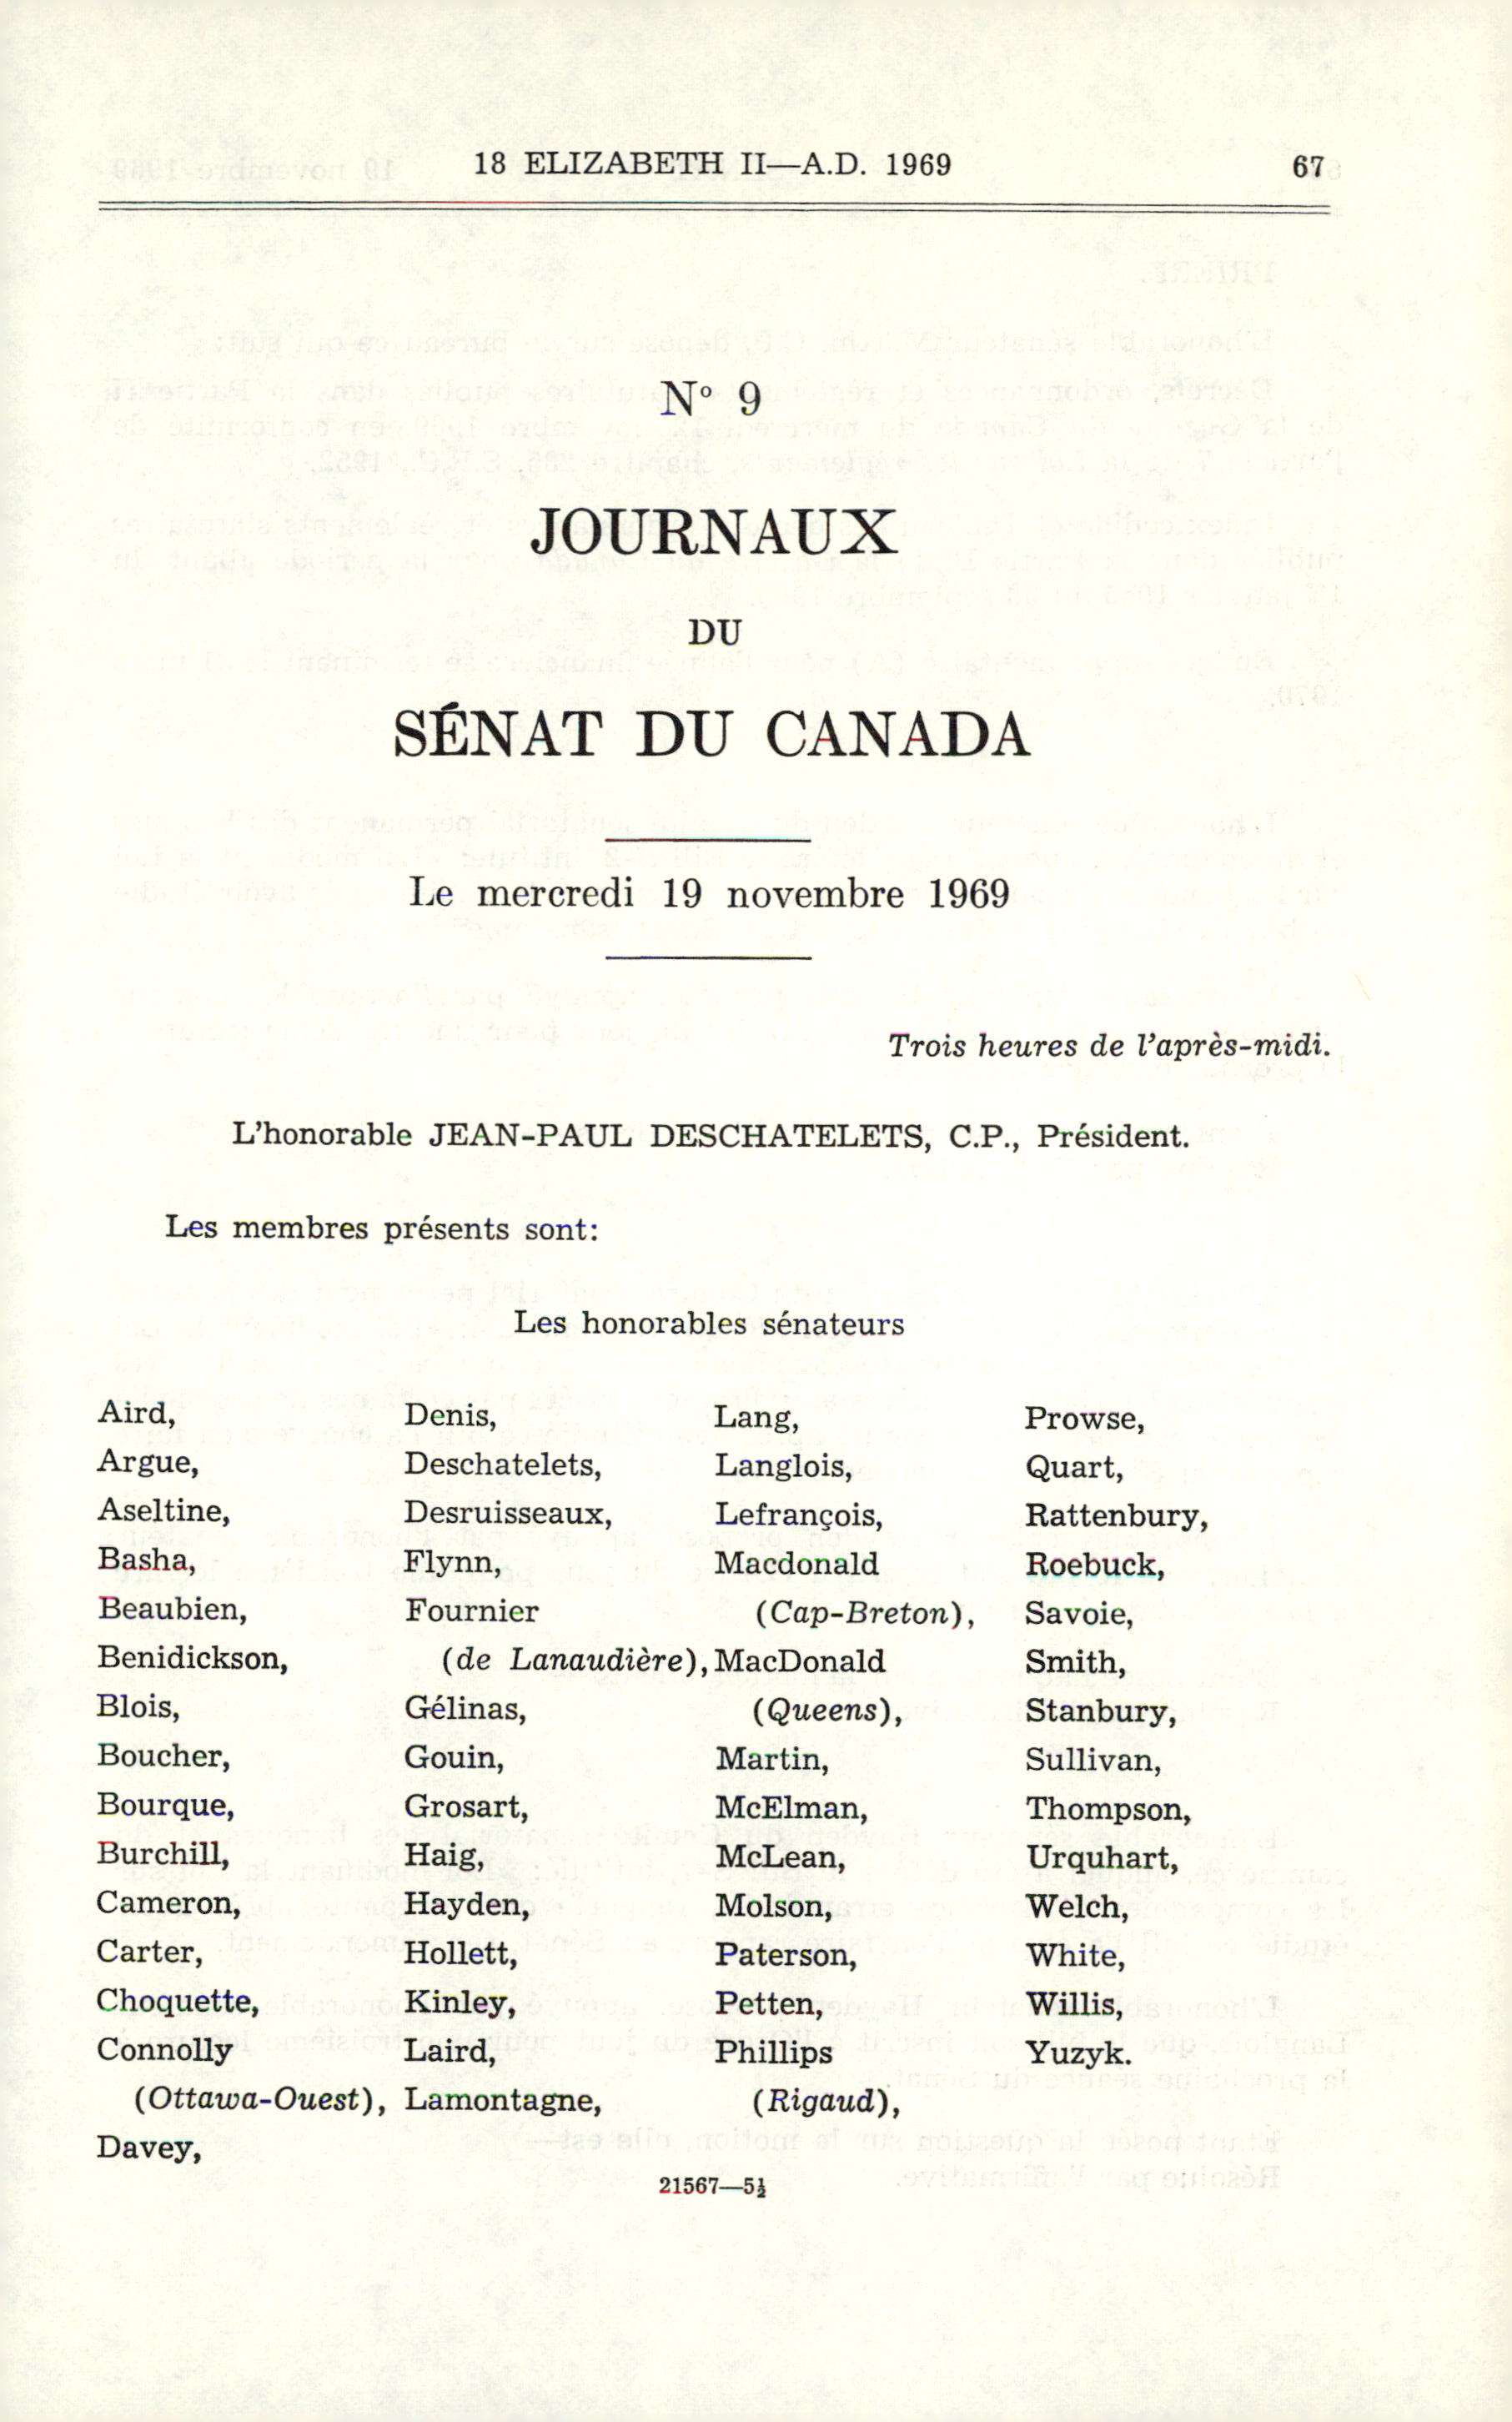 18 ELIZABETH II—A.D. 1969 67
Nº 9
JOURNAUX
DU
SÉNAT DU CANADA
Le mercredi 19 novembre 1969
Trois heures de l'après-midi.
L'honorable JEAN-PAUL DESCHATELETS, C.P., Président.
Les membres présents sont:
Les honorables sénateurs
Aird,
Argue,
Aseltine,
Basha,
Beaubien,
Benidickson,
Blois,
Boucher,
Bourque,
Burchill,
Cameron,
Carter,
Choquette,
Connolly
(Ottawa-Ouest),
Davey,
Denis,
Deschatelets,
Desruisseaux,
Flynn,
Fournier
(de Lanaudière),
Gélinas,
Gouin,
Grosart,
Haig,
Hayden,
Hollett,
Kinley,
Laird,
Lamontagne,
Lang,
Langlois,
Lefrançois,
Macdonald
(Cap-Breton),
MacDonald
(Queens),
Martin,
McElman,
McLean,
Molson,
Paterson,
Petten,
Phillips
(Rigaud),
Prowse,
Quart,
Rattenbury,
Roebuck,
Savoie,
Smith,
Stanbury,
Sullivan,
Thompson,
Urquhart,
Welch,
White,
Willis,
Yuzyk.
21567—5½